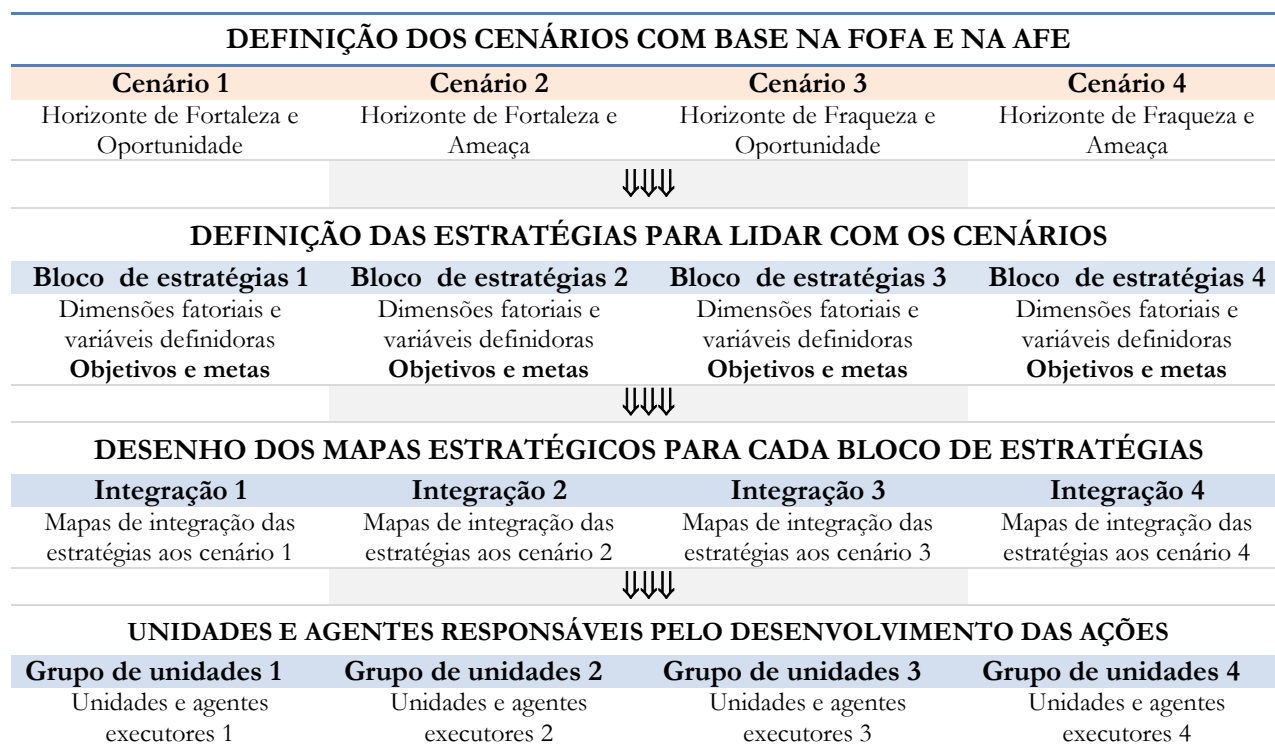 DEFINIÇÃO DOS CENÁRIOS COM BASE NA FOFA E NA AFE
Cenário 1 Cenário 2 Cenário 3 Cenário 4
Horizonte de Fortaleza e Horizonte de Fortaleza e Horizonte de Fraqueza e Horizonte de Fraqueza e
Oportunidade Ameaça Oportunidade Ameaça
⇓⇓⇓
DEFINIÇÃO DAS ESTRATÉGIAS PARA LIDAR COM OS CENÁRIOS
Bloco de estratégias 1 Bloco de estratégias 2 Bloco de estratégias 3 Bloco de estratégias 4
Dimensões fatoriais e Dimensões fatoriais e Dimensões fatoriais e Dimensões fatoriais e
variáveis definidoras variáveis definidoras variáveis definidoras variáveis definidoras
Objetivos e metas Objetivos e metas Objetivos e metas Objetivos e metas
⇓⇓⇓
DESENHO DOS MAPAS ESTRATÉGICOS PARA CADA BLOCO DE ESTRATÉGIAS
Integração 1 Integração 2 Integração 3 Integração 4
Mapas de integração das Mapas de integração das Mapas de integração das Mapas de integração das
estratégias aos cenário 1 estratégias aos cenário 2 estratégias aos cenário 3 estratégias aos cenário 4
⇓⇓⇓
UNIDADES E AGENTES RESPONSÁVEIS PELO DESENVOLVIMENTO DAS AÇÕES
Grupo de unidades 1 Grupo de unidades 2 Grupo de unidades 3 Grupo de unidades 4
Unidades e agentes Unidades e agentes Unidades e agentes Unidades e agentes
executores 1 executores 2 executores 3 executores 4